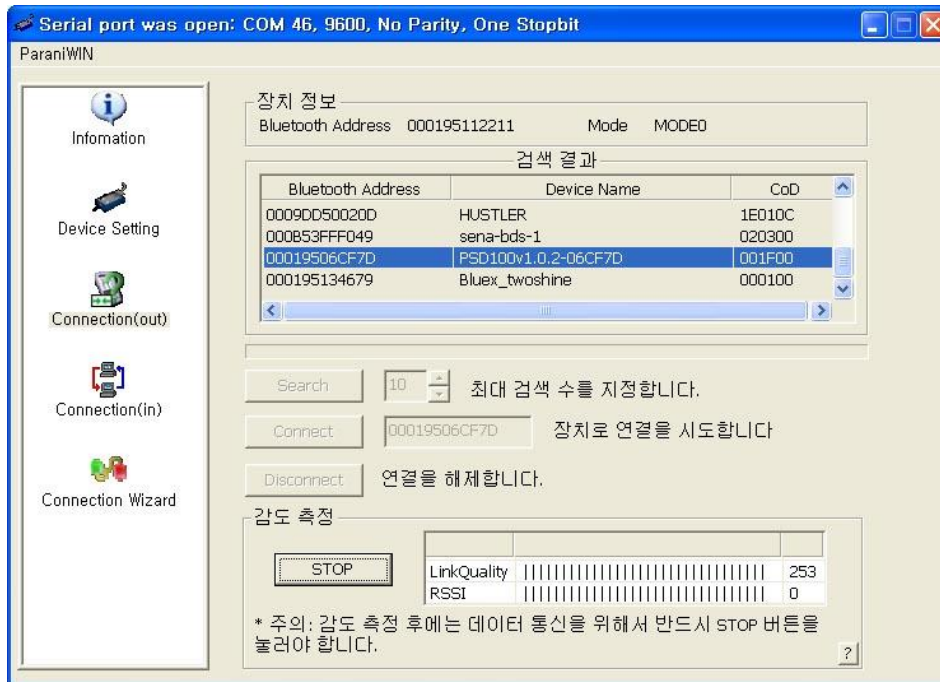 Serial port was open: COM 46, 9600, No Parity, One Stopbit
ParaniWIN
Infomation
Device Setting
Connection(out)
Connection(in)
Connection Wizard
장치 정보
Bluetooth Address 000195112211 Mode MODE0
검색 결과
Bluetooth Address Device Name CoD
0009DD50020D HUSTLER 1E010C
000B53FFF049 sena-bds-1 020300
00019506CF7D PSD100v1.0.2-06CF7D 001F00
000195134679 Bluex_twoshine 000100
Search 10 최대 검색 수를 지정합니다.
Connect 00019506CF7D 장치로 연결을 시도합니다
Disconnect 연결을 해제합니다.
감도 측정
STOP
LinkQuality 253
RSSI 0
* 주의: 감도 측정 후에는 데이터 통신을 위해서 반드시 STOP 버튼을
눌러야 합니다.
?